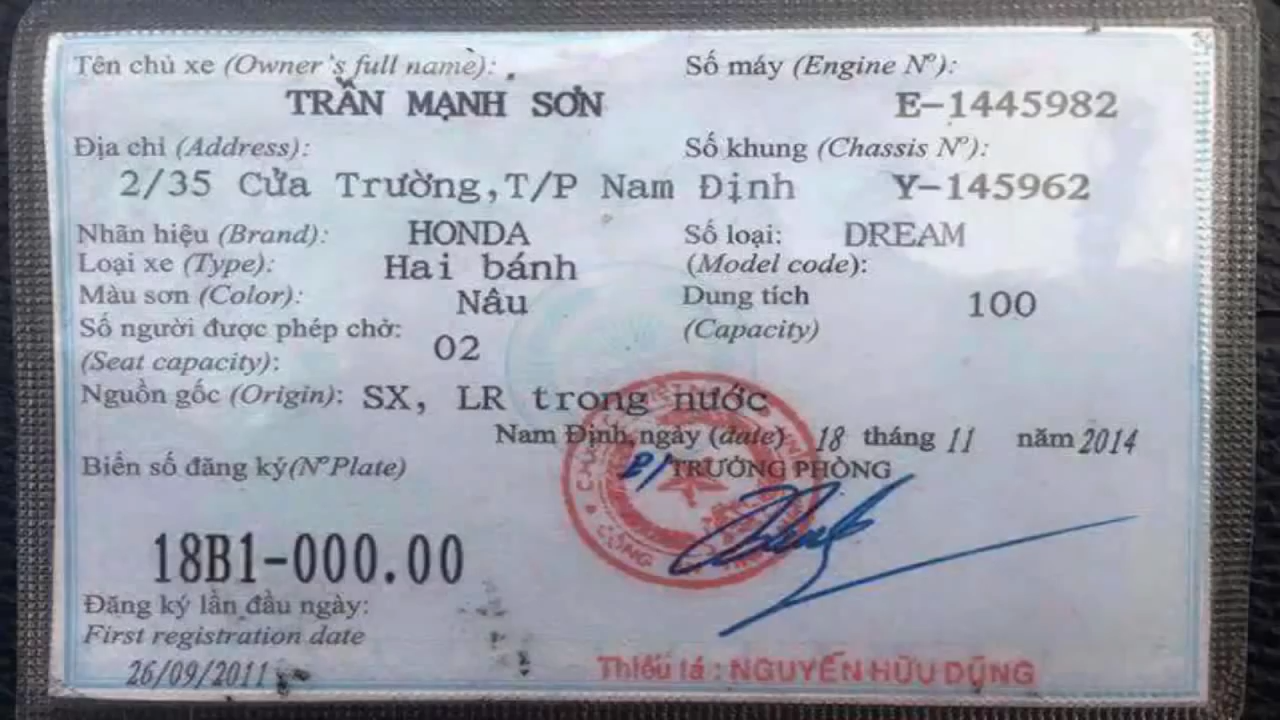 Tên chủ xe (Owner's full name):
TRẦN MẠNH SƠN
Số máy (Engine Nº):
E-1445982
Địa chỉ (Address):
2/35 Cửa Trường,T/P Nam Định
Số khung (Chassis Nº):
Y-145962
Nhãn hiệu (Brand): HONDA
Số loại: DREAM
(Model code):
Loại xe (Type): Hai bánh
Màu sơn (Color): Nâu
Dung tích 100
(Capacity)
Số người được phép chở: 02
(Seat capacity):
Nguồn gốc (Origin): SX, LR trong nước
Nam Định, ngày (date) 18 tháng 11 năm 2014
Biển số đăng ký(Nº Plate)
TRƯỞNG PHÒNG
18B1-000.00
CÔNG
Đăng ký lần đầu ngày:
First registration date
26/09/2011
Thiếu tá : NGUYỄN HỮU DŨNG